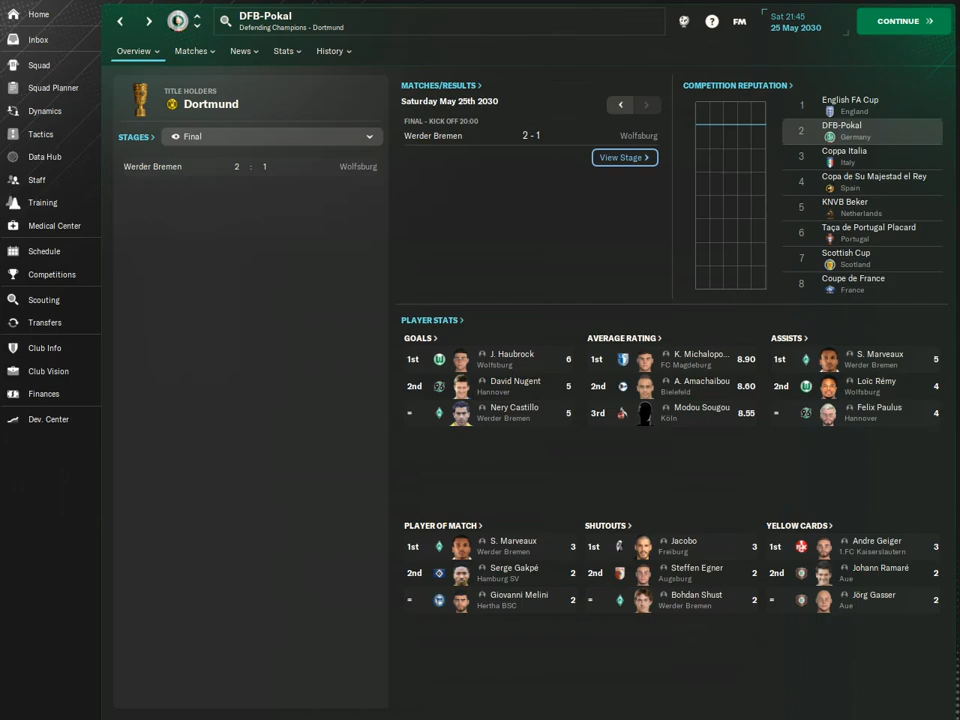 Home
Inbox
Squad
Squad Planner
Dynamics
Tactics
Data Hub
Staff
Training
Medical Center
Schedule
Competitions
Scouting
Transfers
Club Info
Club Vision
Finances
Dev. Center
DFB-Pokal
Defending Champions - Dortmund
FM
Sat 21:45
25 May 2030
CONTINUE
Overview
Matches
News
Stats
History
TITLE HOLDERS
Dortmund
STAGES
Final
Werder Bremen 2 : 1 Wolfsburg
MATCHES/RESULTS
Saturday May 25th 2030
FINAL - KICK OFF 20:00
Werder Bremen 2 - 1 Wolfsburg
View Stage
COMPETITION REPUTATION
1 English FA Cup
England
2 DFB-Pokal
Germany
3 Coppa Italia
Italy
4 Copa de Su Majestad el Rey
Spain
5 KNVB Beker
Netherlands
6 Taça de Portugal Placard
Portugal
7 Scottish Cup
Scotland
8 Coupe de France
France
PLAYER STATS
GOALS
1st J. Haubrock 6
Wolfsburg
2nd David Nugent 5
Hannover
= Nery Castillo 5
Werder Bremen
AVERAGE RATING
1st K. Michalopo... 8.90
FC Magdeburg
2nd A. Amachaibou 8.60
Bielefeld
3rd Modou Sougou 8.55
Köln
ASSISTS
1st S. Marveaux 5
Werder Bremen
2nd Loïc Rémy 4
Wolfsburg
= Felix Paulus 4
Hannover
PLAYER OF MATCH
1st S. Marveaux 3
Werder Bremen
2nd Serge Gakpé 2
Hamburg SV
= Giovanni Melini 2
Hertha BSC
SHUTOUTS
1st Jacobo 3
Freiburg
2nd Steffen Egner 2
Augsburg
= Bohdan Shust 2
Werder Bremen
YELLOW CARDS
1st Andre Geiger 3
1.FC Kaiserslautern
2nd Johann Ramaré 2
Aue
= Jörg Gasser 2
Aue